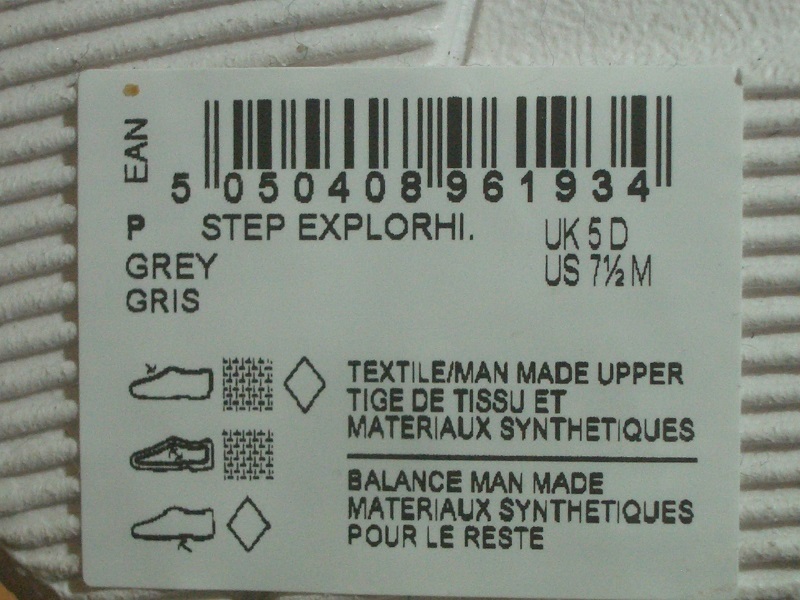 EAN
5 050408 961934
P STEP EXPLORHI. UK 5 D
GREY US 7½ M
GRIS
TEXTILE/MAN MADE UPPER
TIGE DE TISSU ET
MATERIAUX SYNTHETIQUES
BALANCE MAN MADE
MATERIAUX SYNTHETIQUES
POUR LE RESTE